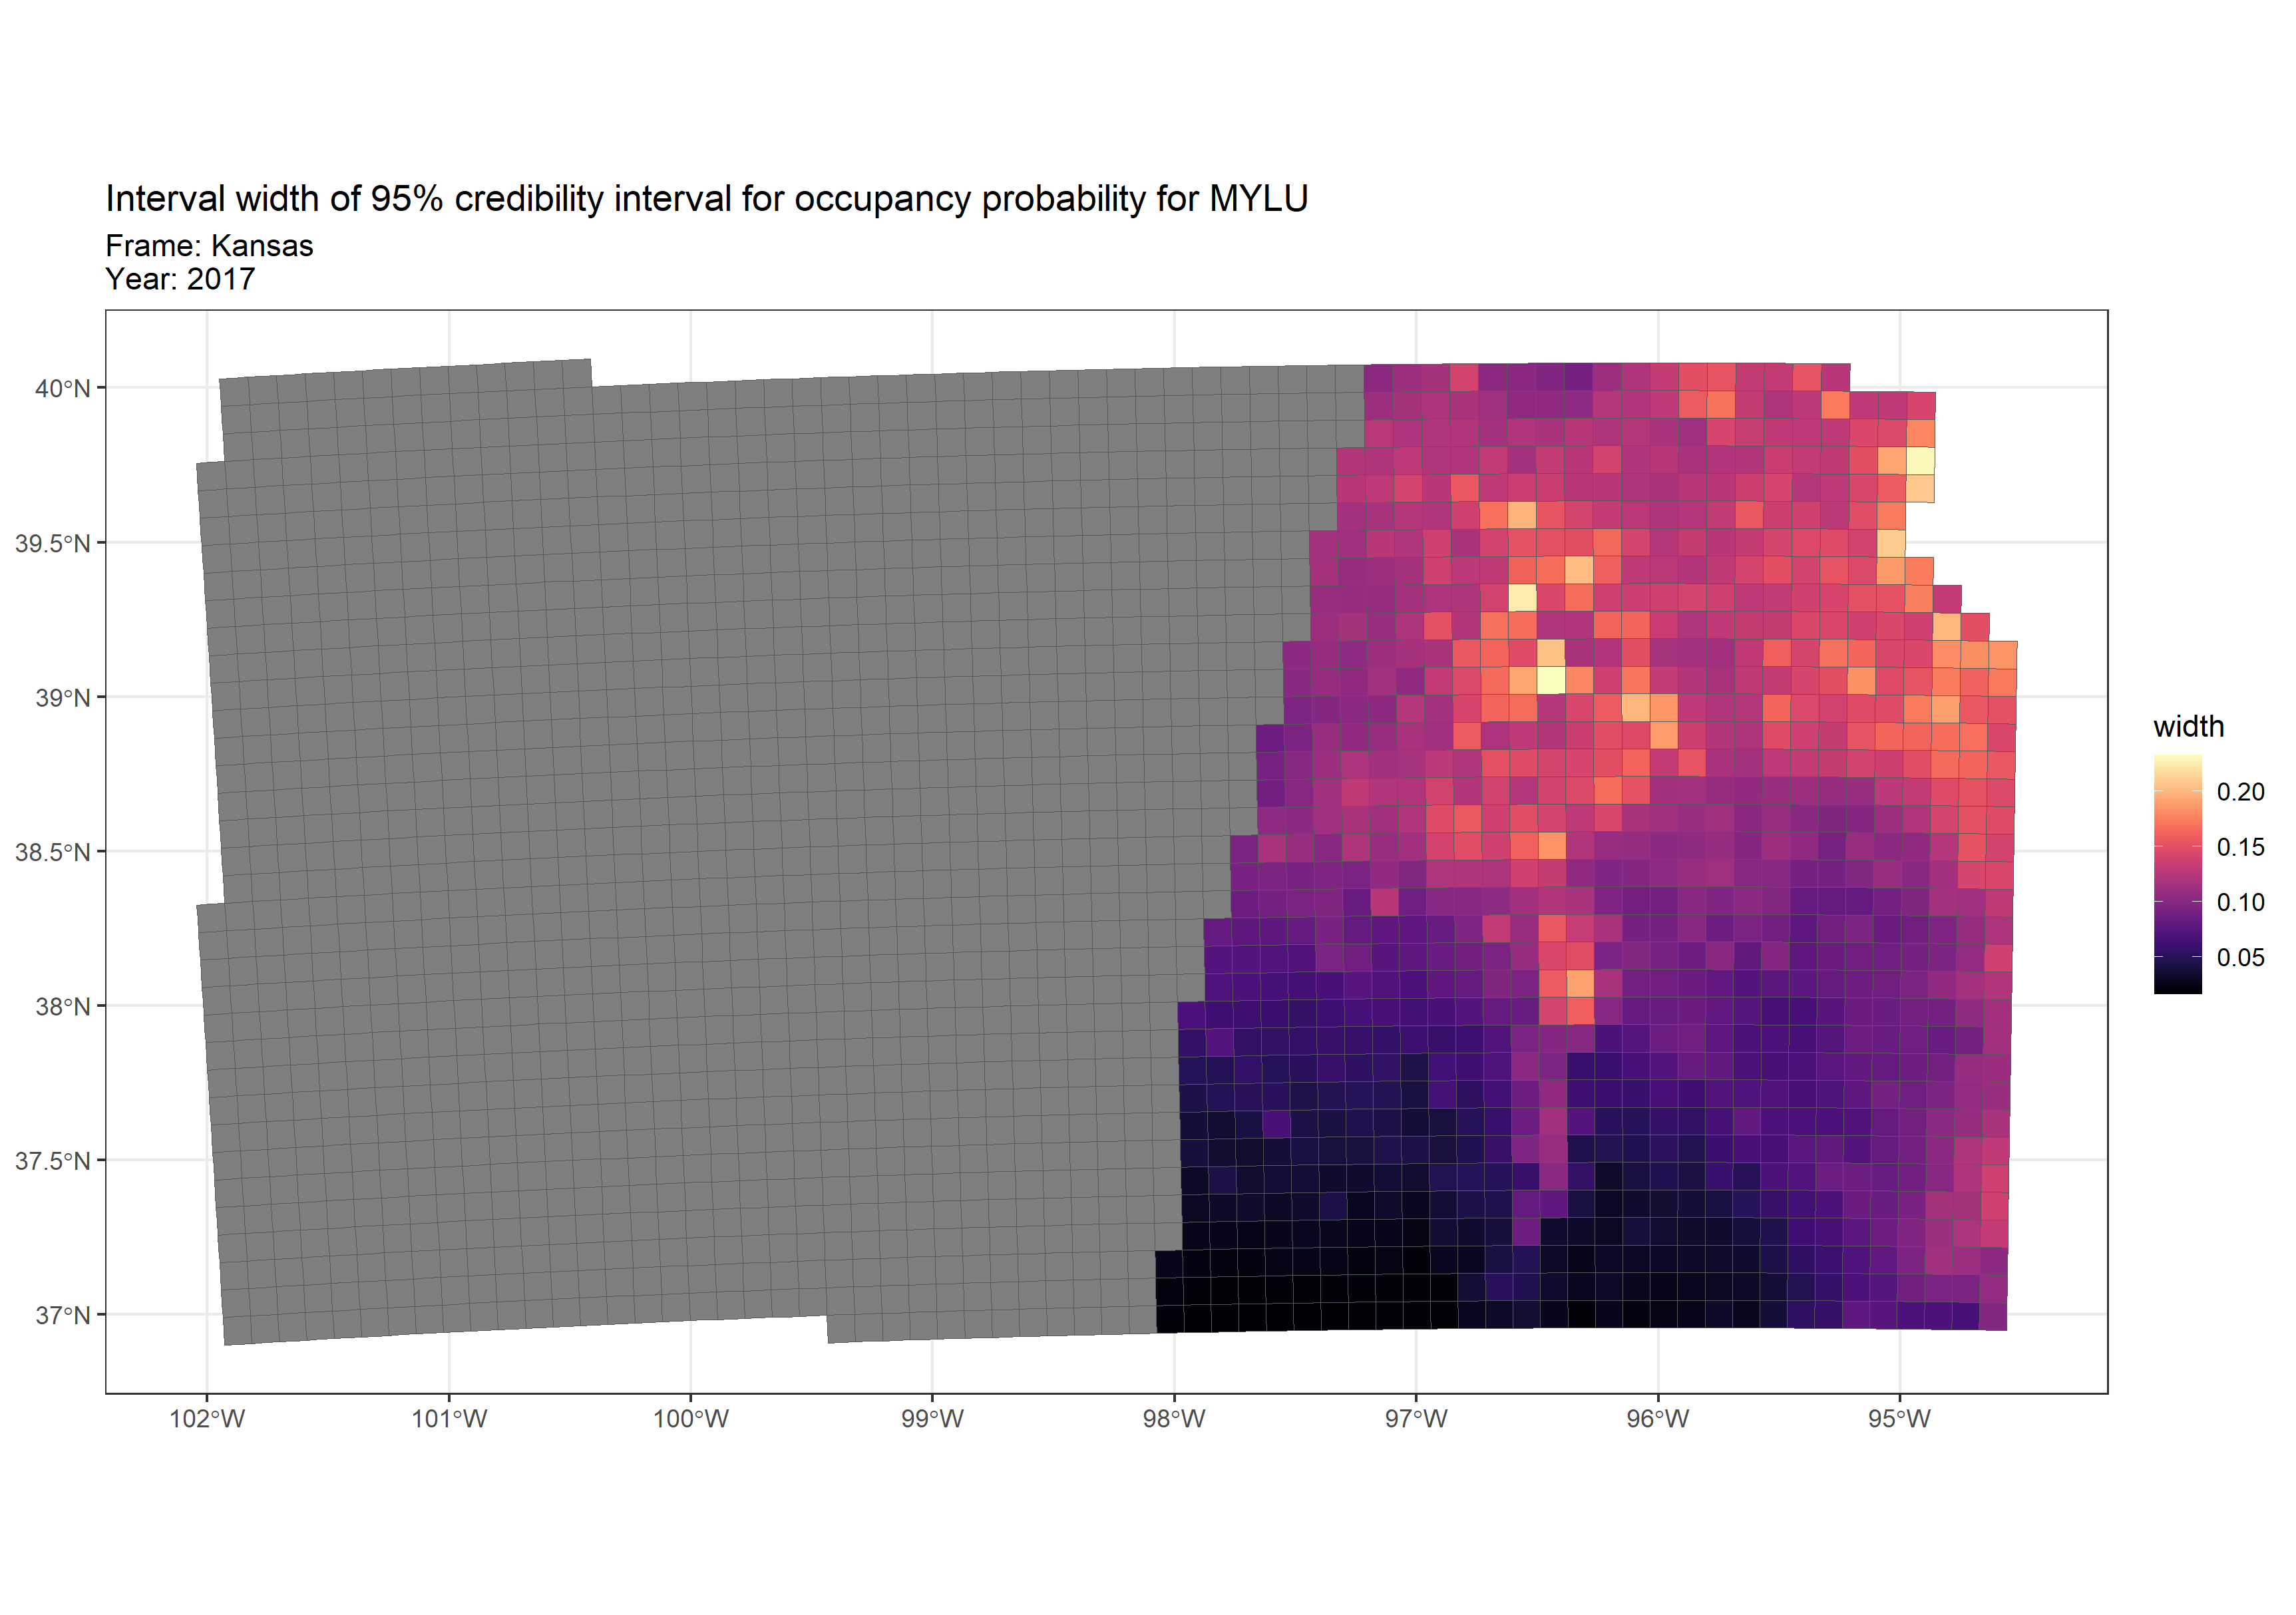 Interval width of 95% credibility interval for occupancy probability for MYLU
Frame: Kansas
Year: 2017
40°N
39.5°N
39°N
38.5°N
38°N
37.5°N
37°N
102°W
101°W
100°W
99°W
98°W
97°W
96°W
95°W
width
0.20
0.15
0.10
0.05